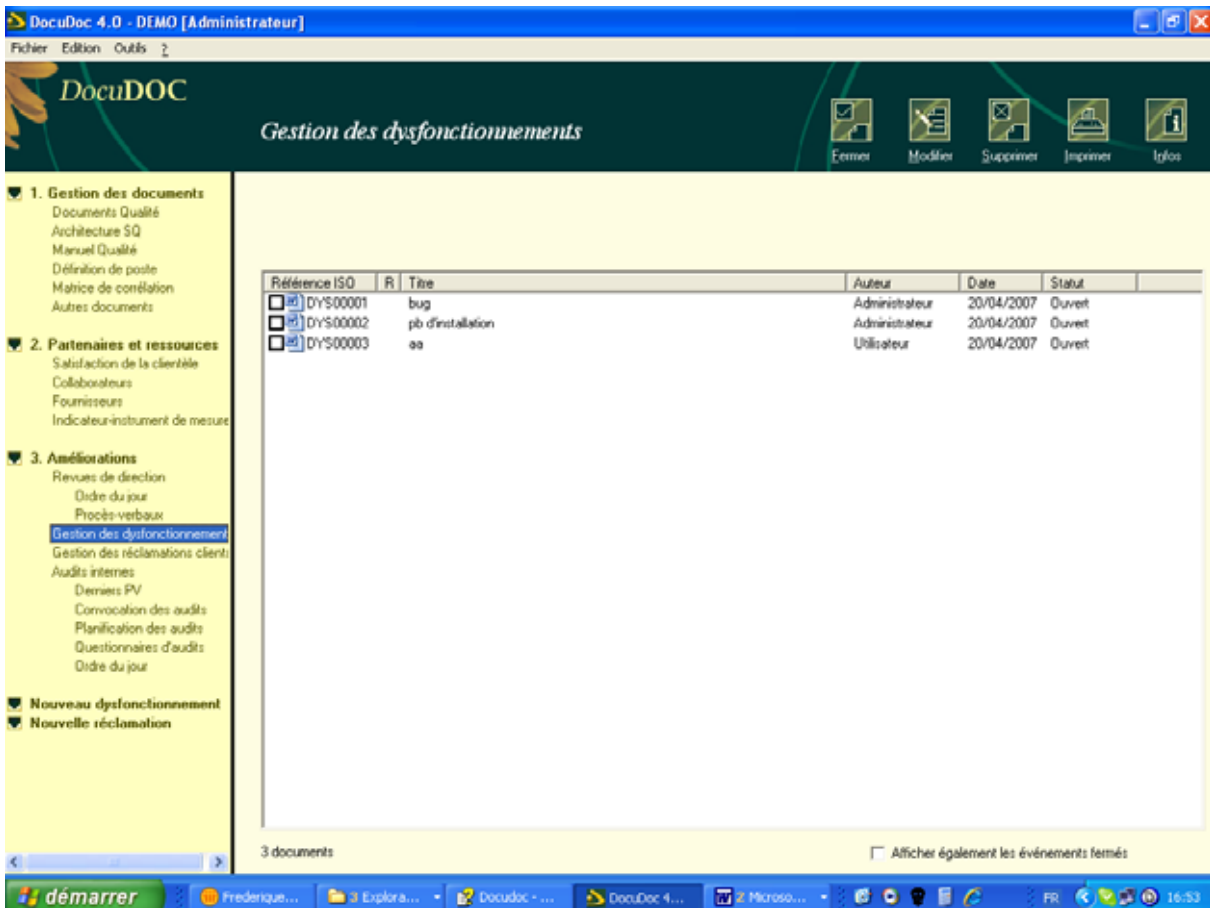 DocuDoc 4.0 - DEMO [Administrateur]
Fichier Edition Outils ?
DocuDOC
Gestion des dysfonctionnements
Fermer Modifier Supprimer Imprimer Infos
1. Gestion des documents
Documents Qualité
Architecture SQ
Manuel Qualité
Définition de poste
Matrice de corrélation
Autres documents
2. Partenaires et ressources
Satisfaction de la clientèle
Collaborateurs
Fournisseurs
Indicateur-instrument de mesure
3. Améliorations
Revues de direction
Ordre du jour
Procès-verbaux
Gestion des dysfonctionnement
Gestion des réclamations clients
Audits internes
Derniers PV
Convocation des audits
Planification des audits
Questionnaires d'audits
Ordre du jour
Nouveau dysfonctionnement
Nouvelle réclamation
Référence ISO R Titre Auteur Date Statut
DYS00001 bug Administrateur 20/04/2007 Ouvert
DYS00002 pb d'installation Administrateur 20/04/2007 Ouvert
DYS00003 aa Utilisateur 20/04/2007 Ouvert
3 documents
Afficher également les événements fermés
démarrer Frederique... 3 Explora... Docudoc - ... DocuDoc 4... 2 Microso... FR 16:53